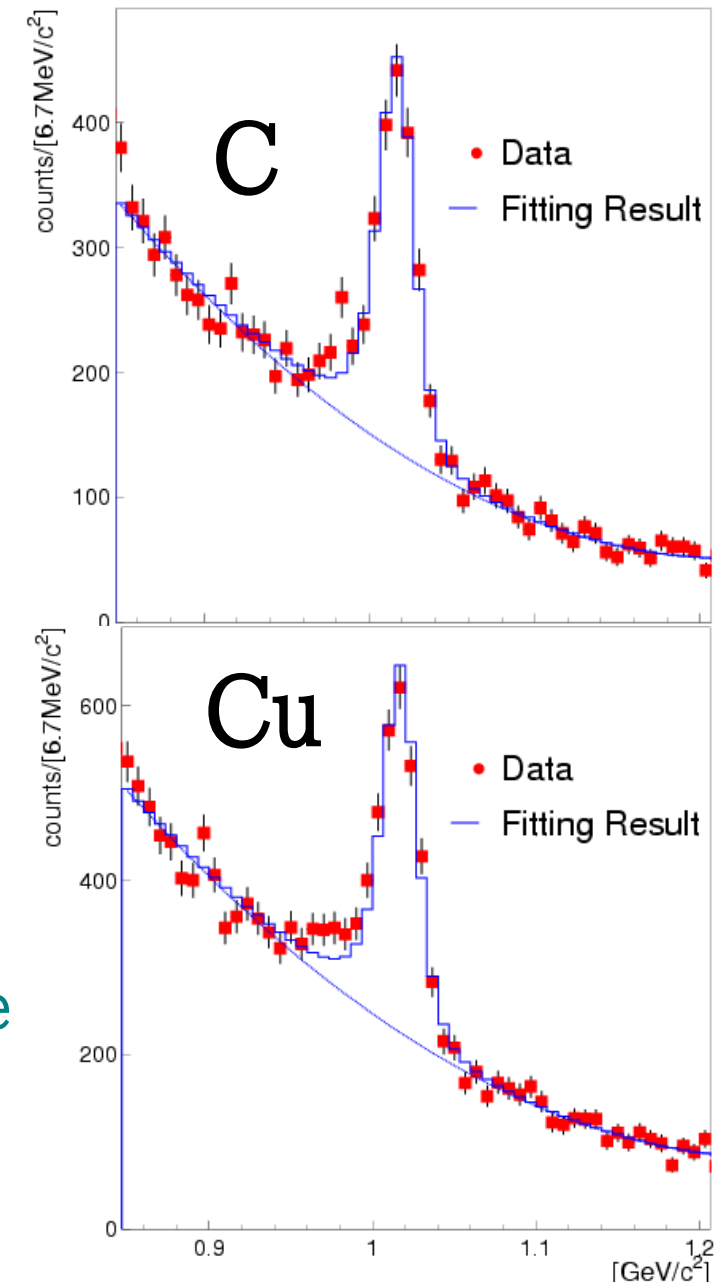 counts/[6.7MeV/c²]
400
300
200
100
0
C
Data
Fitting Result
counts/[6.7MeV/c²]
600
400
200
0
Cu
Data
Fitting Result
e
0.9
1
1.1
1.2
[GeV/c²]